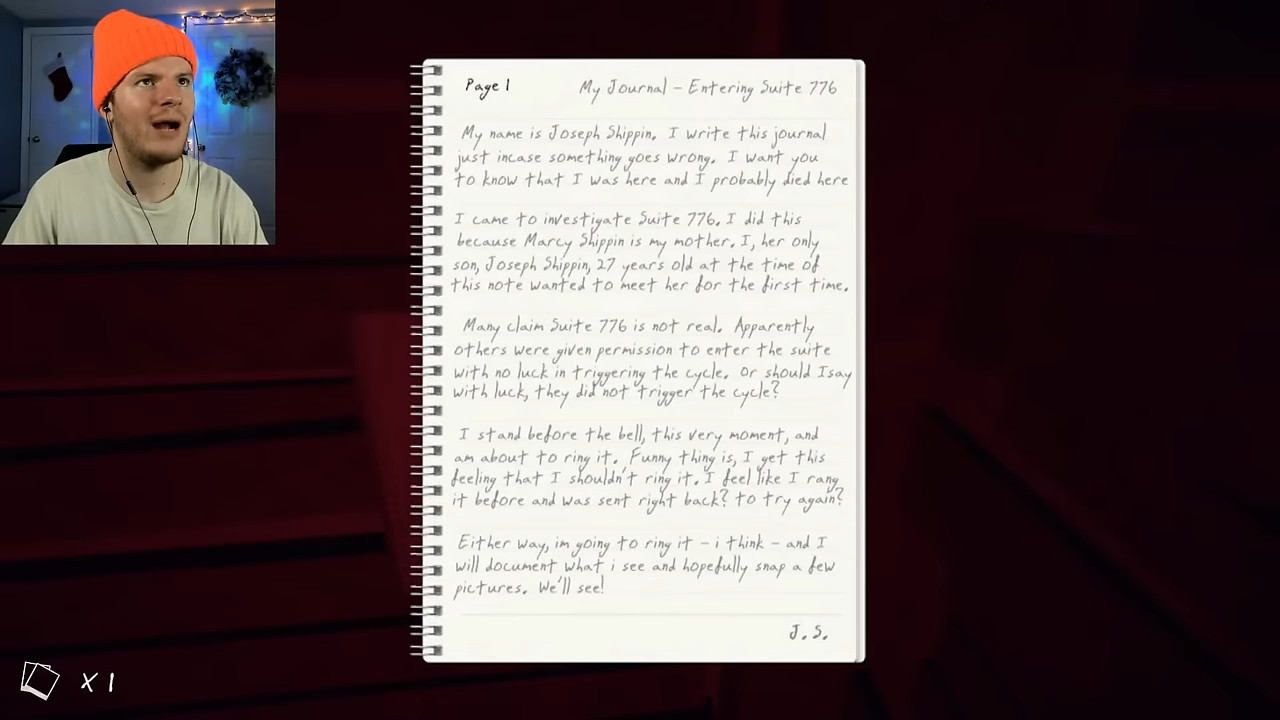 Page 1
My Journal - Entering Suite 776
My name is Joseph Shippin. I write this journal
just incase something goes wrong. I want you
to know that I was here and I probably died here
I came to investigate Suite 776. I did this
because Marcy Shippin is my mother. I, her only
son, Joseph Shippin, 27 years old at the time of
this note wanted to meet her for the first time.
Many claim Suite 776 is not real. Apparently
others were given permission to enter the suite
with no luck in triggering the cycle. Or should I say
with luck, they did not trigger the cycle?
I stand before the bell, this very moment, and
am about to ring it. Funny thing is, I get this
feeling that I shouldn't ring it. I feel like I rang
it before and was sent right back? to try again?
Either way, im going to ring it - i think - and I
will document what i see and hopefully snap a few
pictures. We'll see!
J.S.
X 1